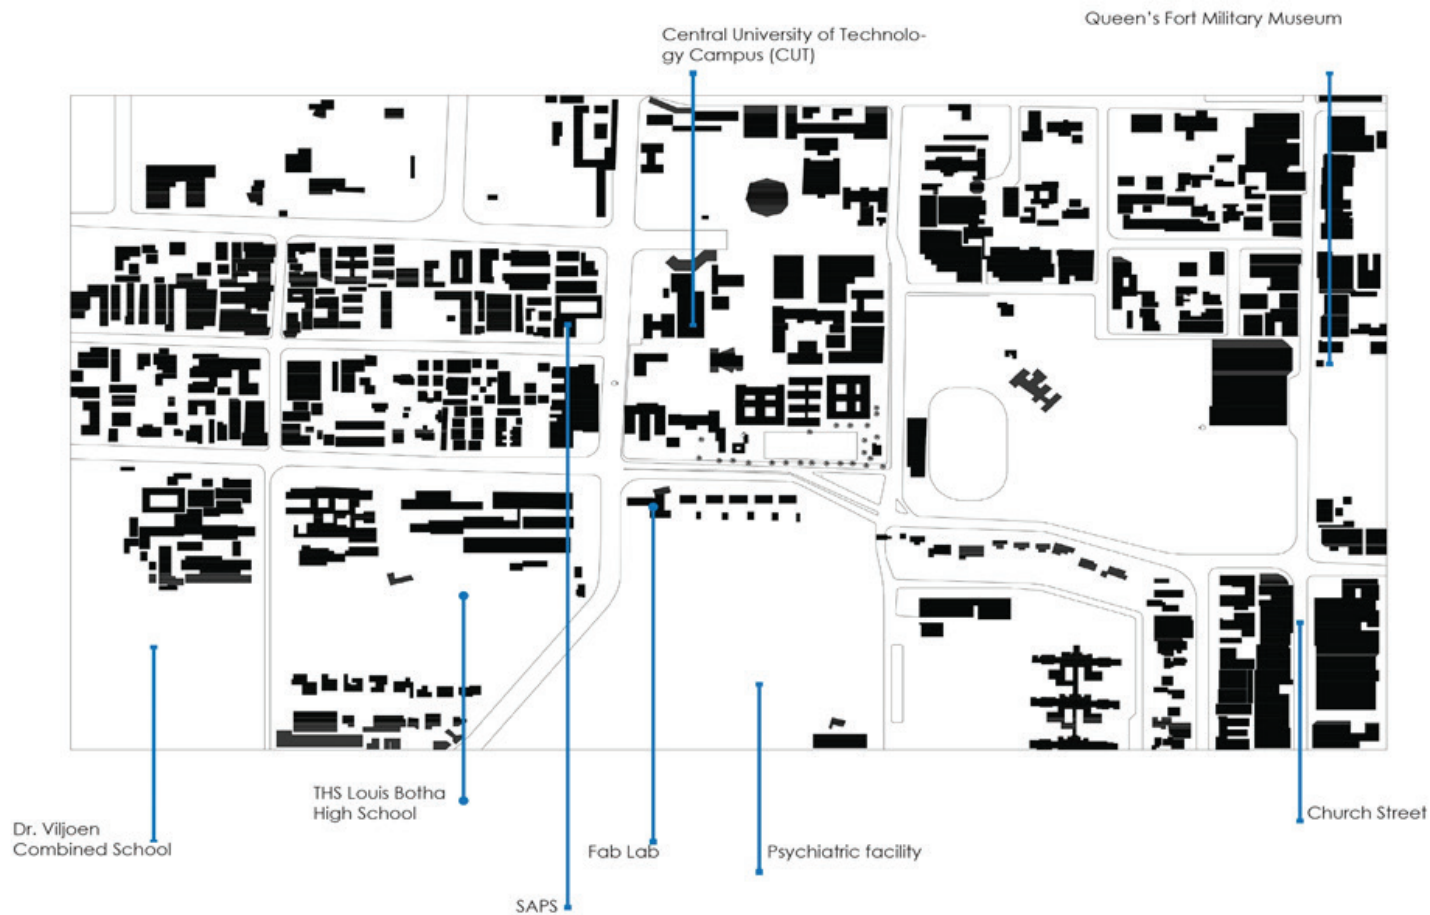 Queen's Fort Military Museum
Central University of Technolo-
gy Campus (CUT)
THS Louis Botha
High School
Church Street
Dr. Viljoen
Combined School
Fab Lab
Psychiatric facility
SAPS